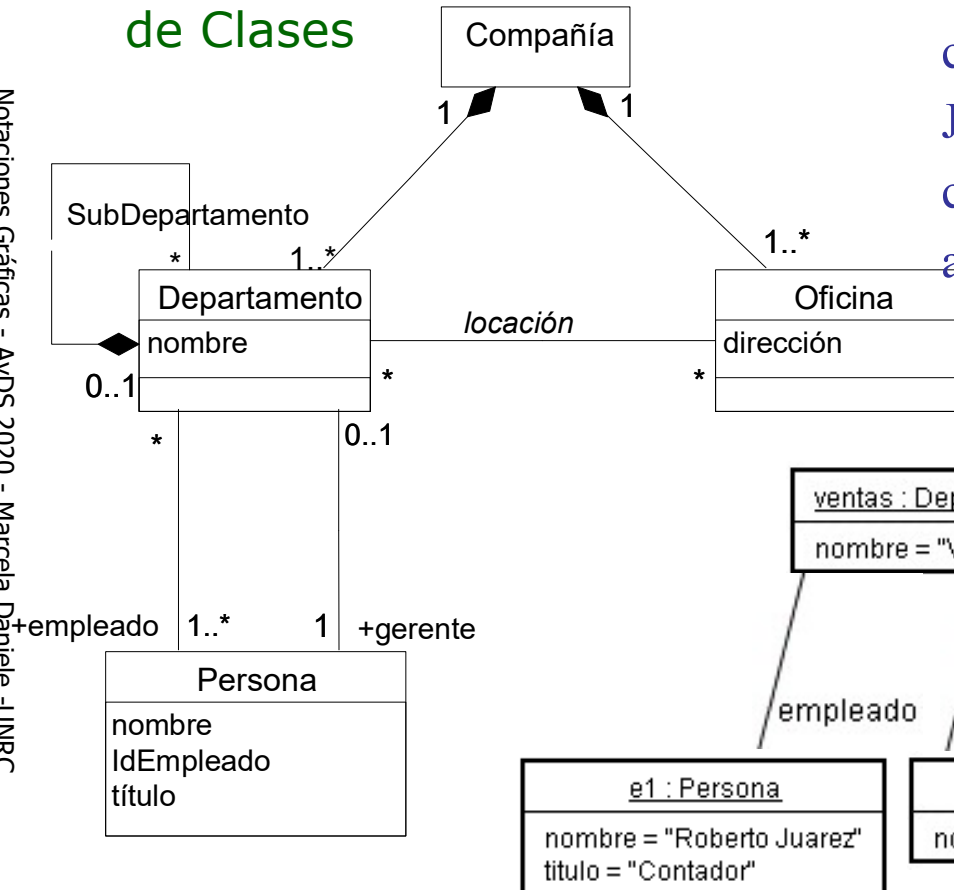 de Clases
Compañía
1
1
SubDepartamento
*
1..*
1..*
Departamento
nombre
0..1
*
locación
*
Oficina
dirección
*
0..1
+empleado
1..*
1
+gerente
Persona
nombre
IdEmpleado
título
ventas : Dep
nombre = "V
empleado
e1 : Persona
nombre = "Roberto Juarez"
titulo = "Contador"
Notaciones Gráficas - AyDS 2020 - Marcela Daniele -UNRC